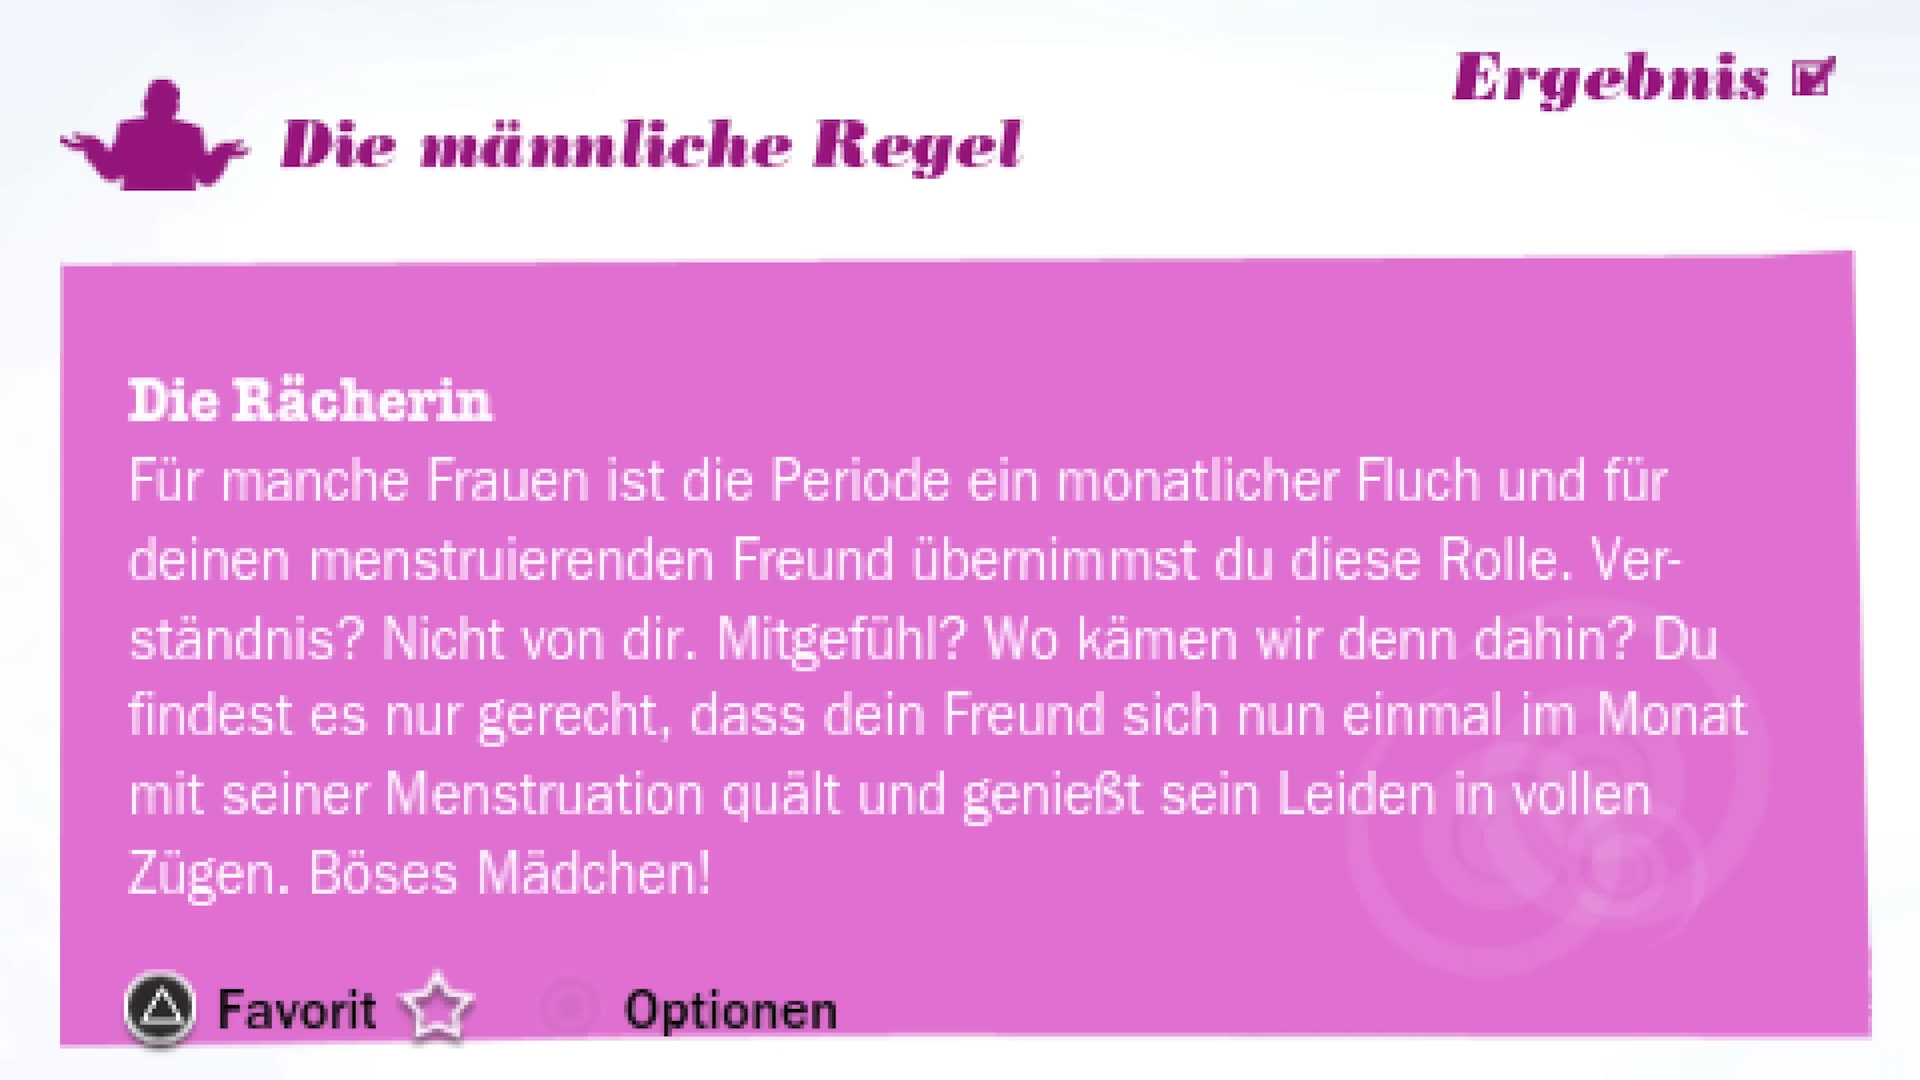 Ergebnis
Die männliche Regel
Die Rächerin
Für manche Frauen ist die Periode ein monatlicher Fluch und für
deinen menstruierenden Freund übernimmst du diese Rolle. Ver-
ständnis? Nicht von dir. Mitgefühl? Wo kämen wir denn dahin? Du
findest es nur gerecht, dass dein Freund sich nun einmal im Monat
mit seiner Menstruation quält und genießt sein Leiden in vollen
Zügen. Böses Mädchen!
Favorit Optionen